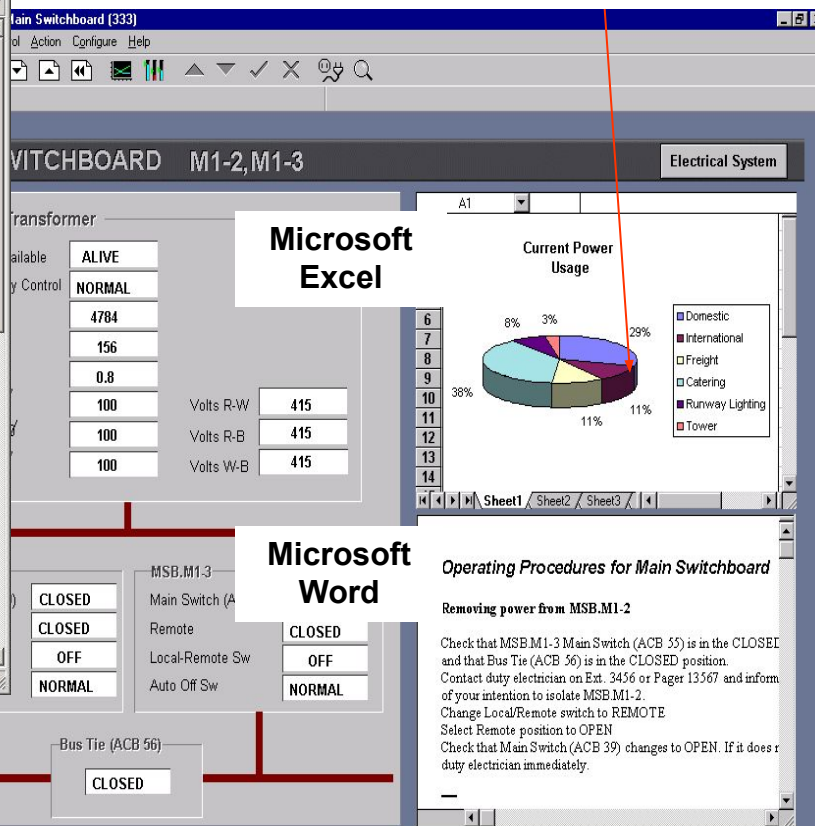 Main Switchboard (333)
Action Configure Help
SWITCHBOARD M1-2,M1-3
Electrical System
Transformer
ALIVE
Control NORMAL
4784
156
0.8
100 Volts R-W 415
100 Volts R-B 415
100 Volts W-B 415
Microsoft
Excel
A1
Current Power
Usage
6
7
8
9
10
11
12
13
14
8% 3% 29%
38% 11%
11%
Domestic
International
Freight
Catering
Runway Lighting
Tower
Sheet1 Sheet2 Sheet3
CLOSED
CLOSED
OFF
NORMAL
MSB.M1-3
Main Switch (A
Remote CLOSED
Local-Remote Sw OFF
Auto Off Sw NORMAL
Microsoft
Word
Bus Tie (ACB 56)
CLOSED
Operating Procedures for Main Switchboard
Removing power from MSB.M1-2
Check that MSB.M1-3 Main Switch (ACB 55) is in the CLOSED
and that Bus Tie (ACB 56) is in the CLOSED position.
Contact duty electrician on Ext. 3456 or Pager 13567 and inform
of your intention to isolate MSB.M1-2.
Change Local/Remote switch to REMOTE
Select Remote position to OPEN
Check that Main Switch (ACB 39) changes to OPEN. If it does
duty electrician immediately.